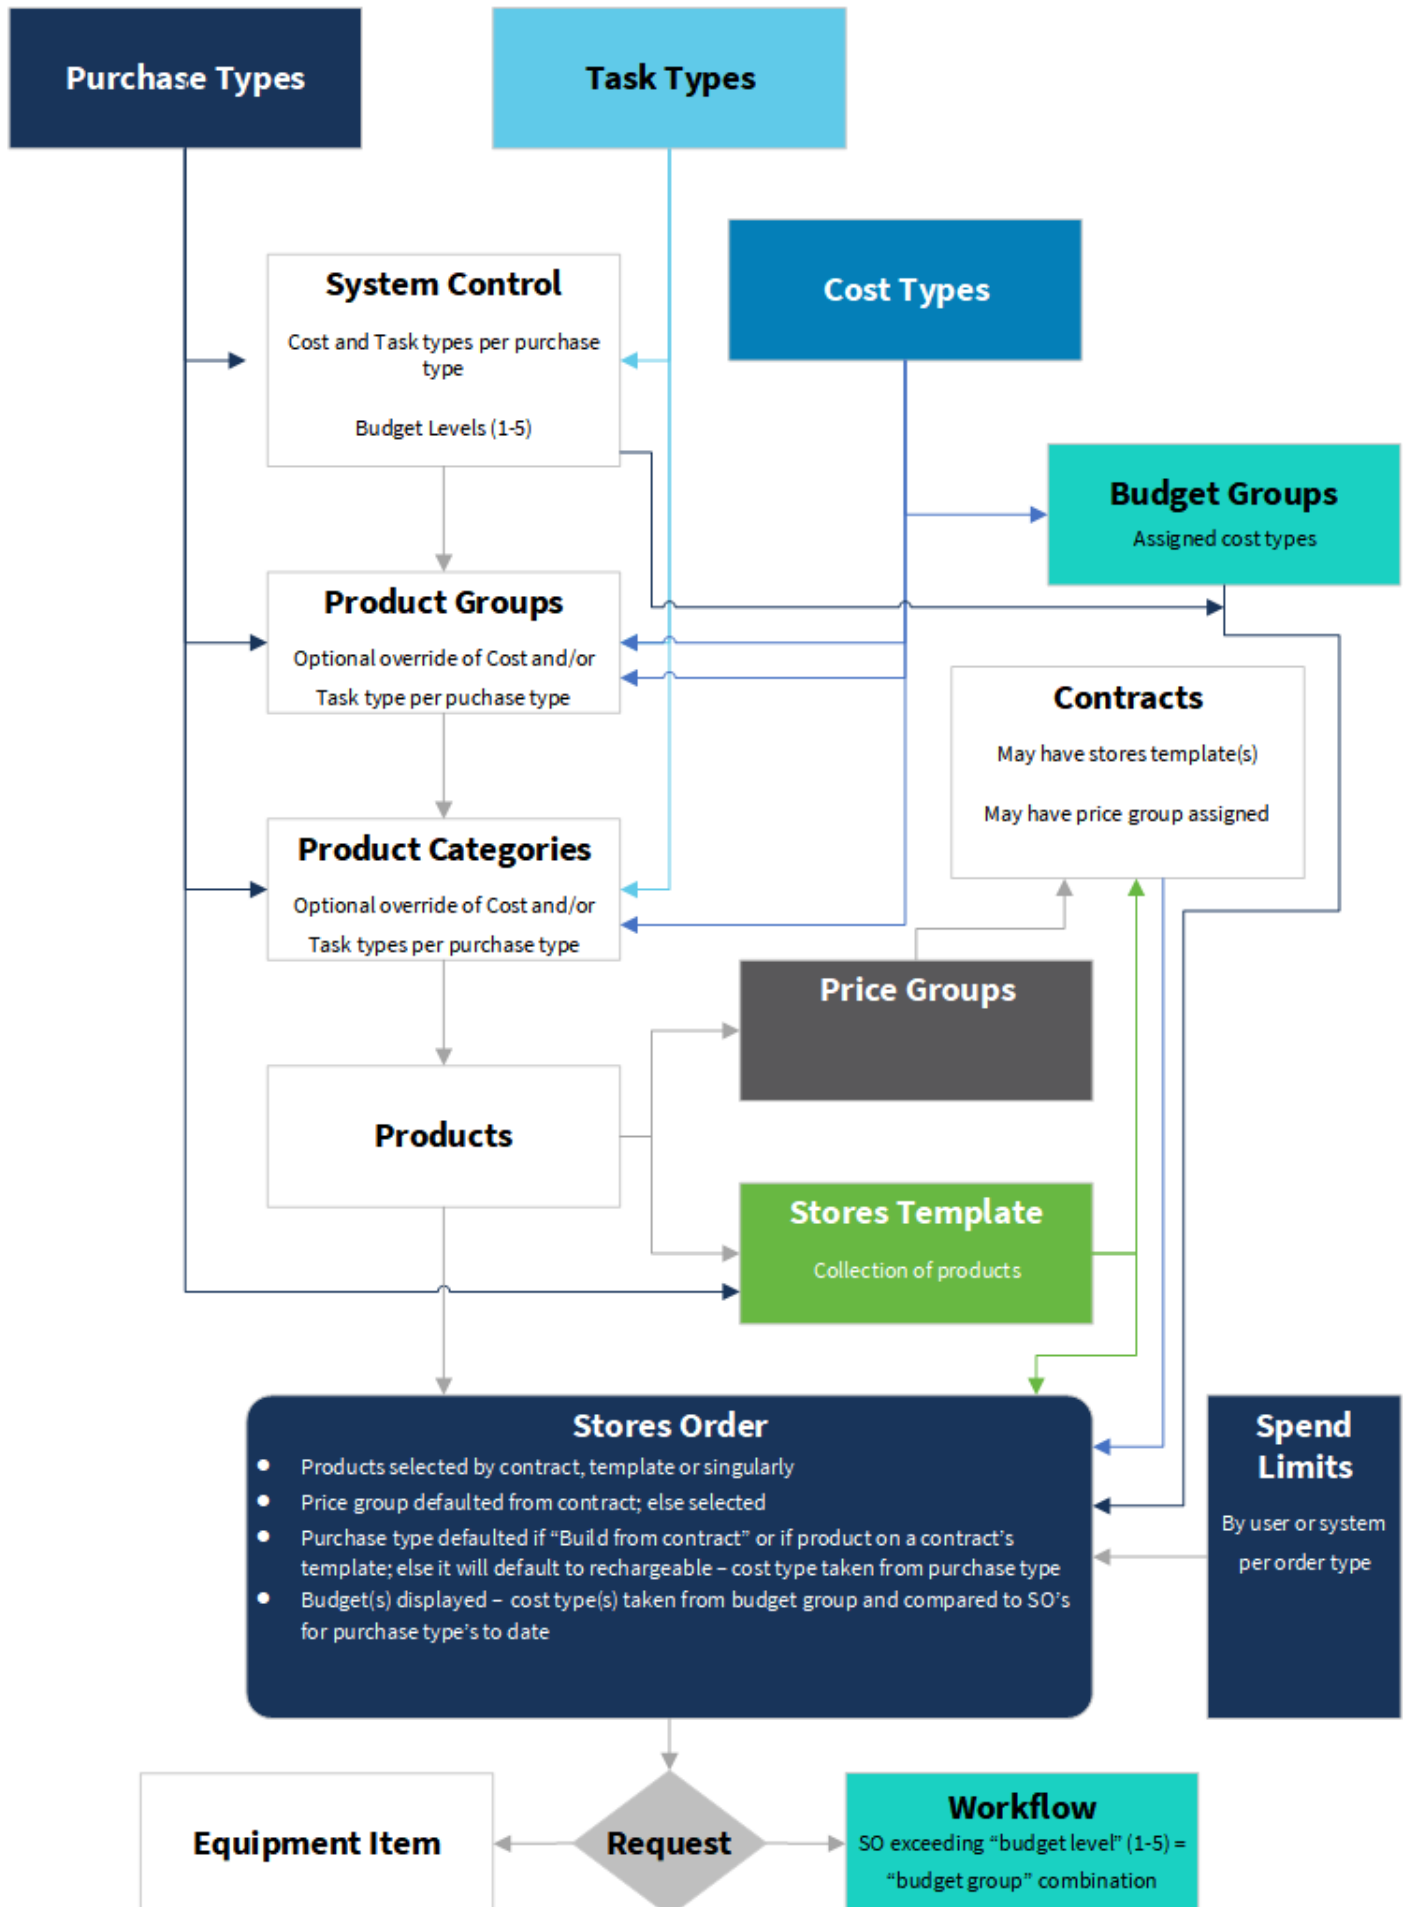 Purchase Types
Task Types
System Control
Cost and Task types per purchase
type
Budget Levels (1-5)
Cost Types
Budget Groups
Assigned cost types
Product Groups
Optional override of Cost and/or
Task type per puchase type
Contracts
May have stores template(s)
May have price group assigned
Product Categories
Optional override of Cost and/or
Task types per purchase type
Price Groups
Products
Stores Template
Collection of products
Stores Order
● Products selected by contract, template or singularly
● Price group defaulted from contract; else selected
● Purchase type defaulted if “Build from contract” or if product on a contract’s
template; else it will default to rechargeable – cost type taken from purchase type
● Budget(s) displayed – cost type(s) taken from budget group and compared to SO’s
for purchase type’s to date
Spend
Limits
By user or system
per order type
Equipment Item
Request
Workflow
SO exceeding “budget level” (1-5) =
“budget group” combination